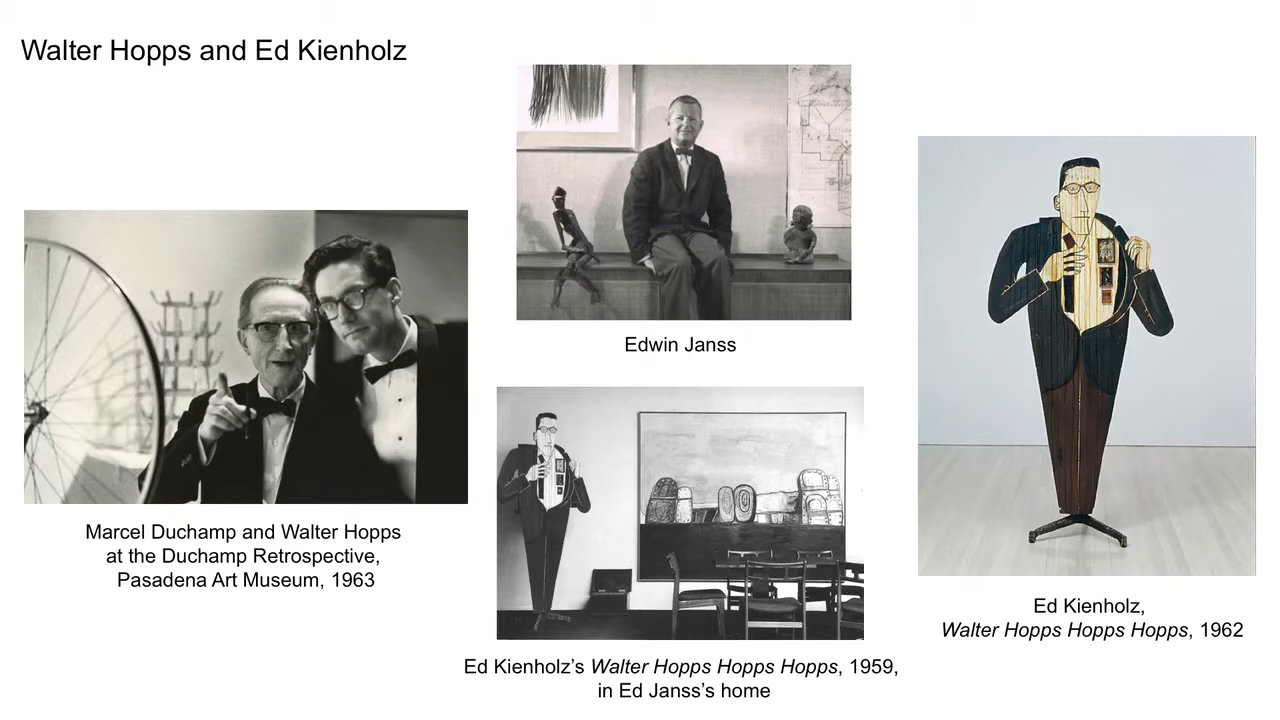 Walter Hopps and Ed Kienholz
Marcel Duchamp and Walter Hopps
at the Duchamp Retrospective,
Pasadena Art Museum, 1963
Edwin Janss
Ed Kienholz’s Walter Hopps Hopps Hopps, 1959,
in Ed Janss’s home
Ed Kienholz,
Walter Hopps Hopps Hopps, 1962